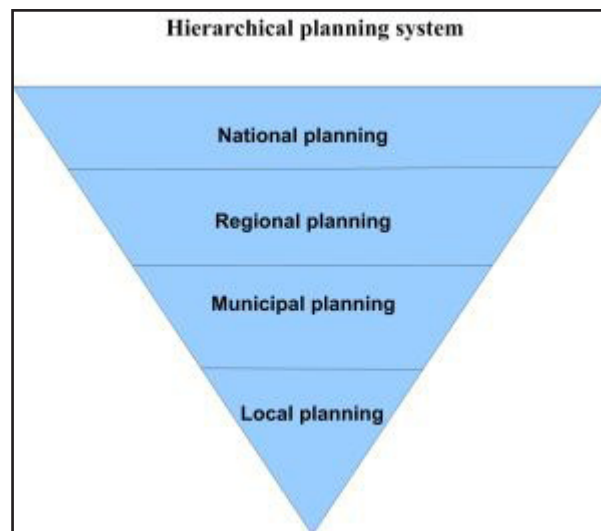 Hierarchical planning system
National planning
Regional planning
Municipal planning
Local planning